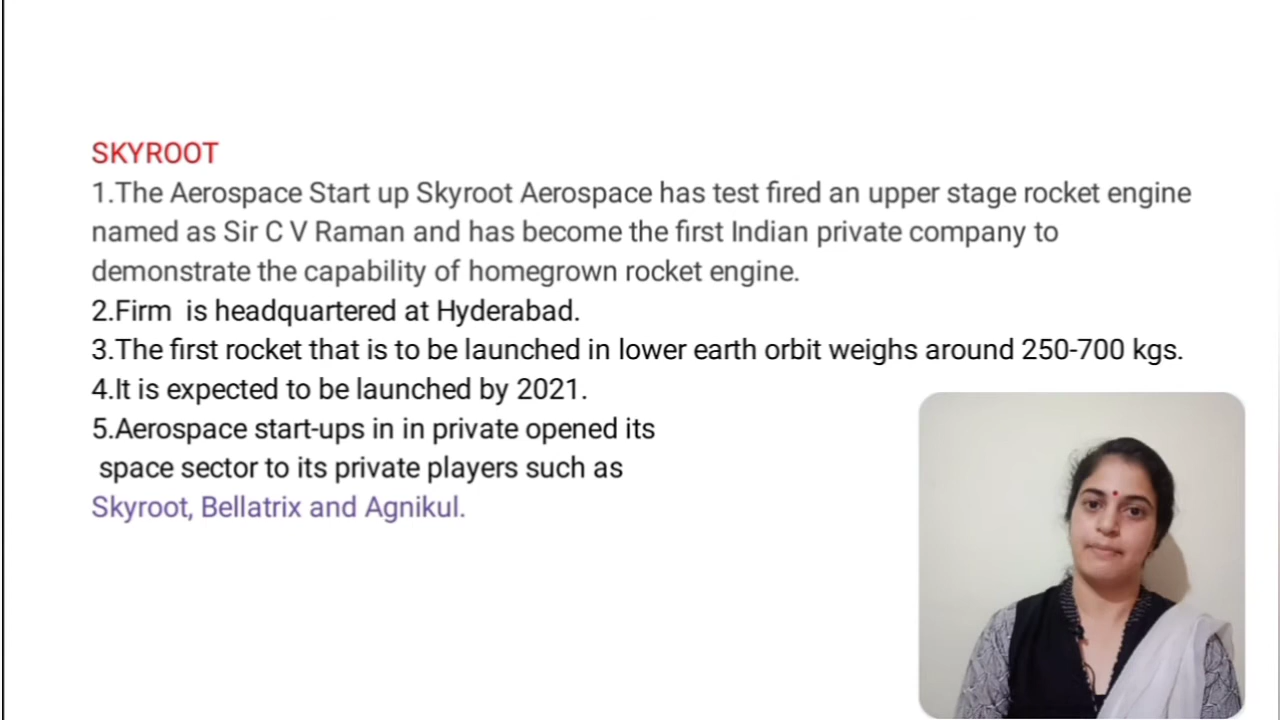 SKYROOT
1.The Aerospace Start up Skyroot Aerospace has test fired an upper stage rocket engine
named as Sir C V Raman and has become the first Indian private company to
demonstrate the capability of homegrown rocket engine.
2.Firm  is headquartered at Hyderabad.
3.The first rocket that is to be launched in lower earth orbit weighs around 250-700 kgs.
4.It is expected to be launched by 2021.
5.Aerospace start-ups in in private opened its
space sector to its private players such as
Skyroot, Bellatrix and Agnikul.